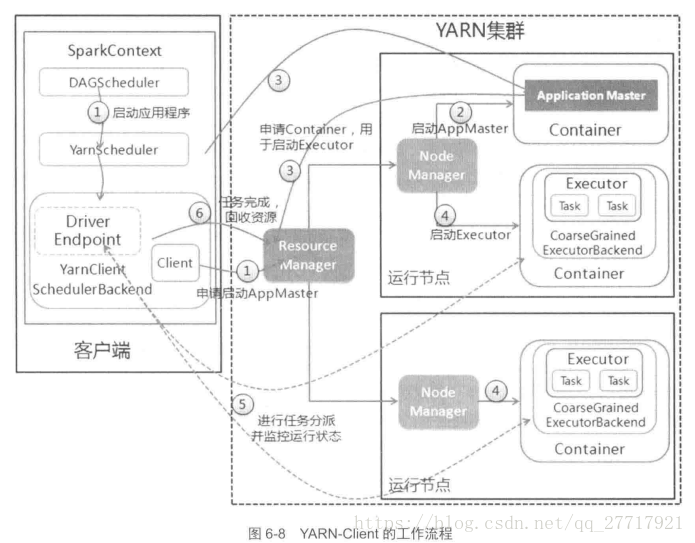 YARN集群
SparkContext
DAGScheduler
① 启动应用程序
YarnScheduler
Driver
Endpoint
YarnClient
SchedulerBackend
Client
客户端
③
⑥ 任务完成，
回收资源
① 
申请启动AppMaster
Resource
Manager
申请Container，用
于启动Executor
③
②
启动AppMaster
Node
Manager
④
启动Executor
Application Master
Container
Executor
Task Task
CoarseGrained
ExecutorBackend
Container
运行节点
⑤
进行任务分派
并监控运行状态
Node
Manager
④
Executor
Task Task
CoarseGrained
ExecutorBackend
Container
运行节点
https://blog.csdn.net/qq_27717921
图 6-8 YARN-Client 的工作流程